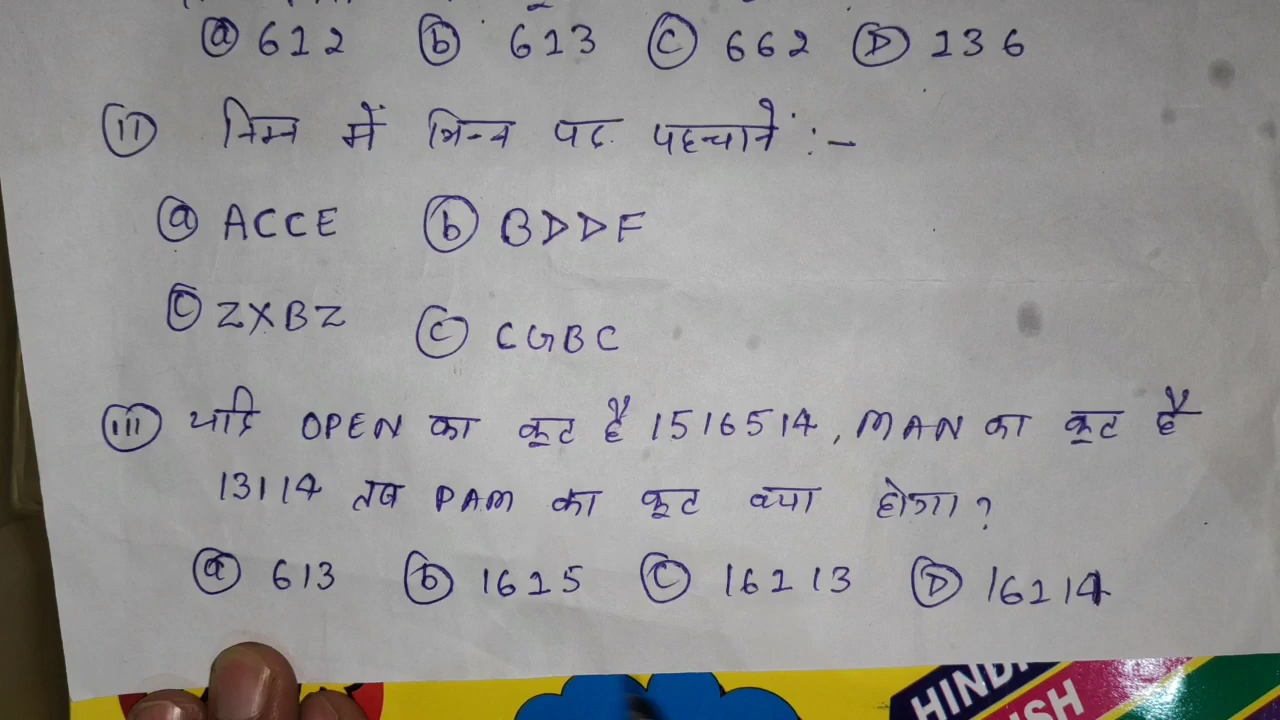 ⓐ 612 ⓑ 613 Ⓒ 662 Ⓓ 136
ⓘⓘ निम्न में भिन्न पद पहचाने :-
ⓐ ACCE ⓑ BDDF
Ⓒ ZXBZ Ⓒ CGBC
ⓘⓘⓘ यदि OPEN का कूट है 1516514, MAN का कूट है
13114 तब PAM का कूट क्या होगा?
ⓐ 613 ⓑ 1615 Ⓒ 16113 Ⓓ 16114
HINDI
ISH